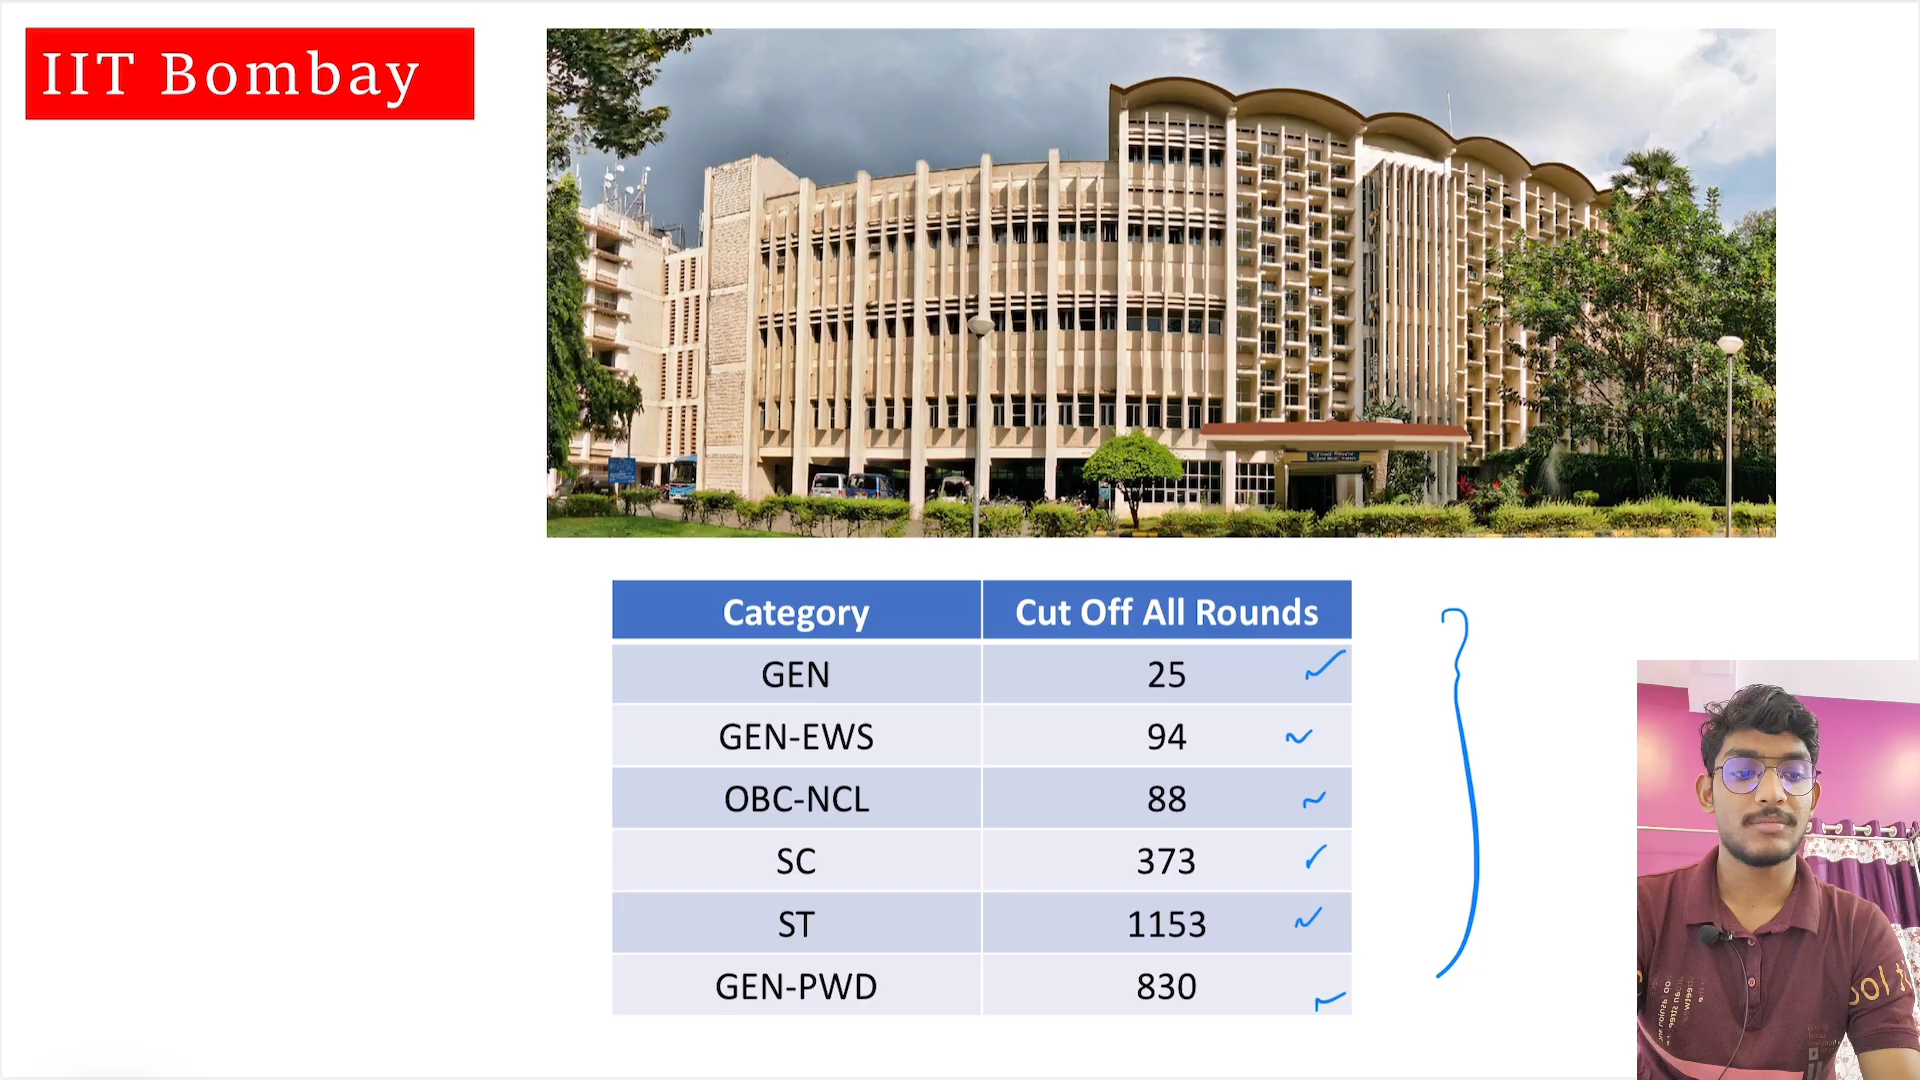 IIT Bombay
Category Cut Off All Rounds
GEN 25
GEN-EWS 94
OBC-NCL 88
SC 373
ST 1153
GEN-PWD 830